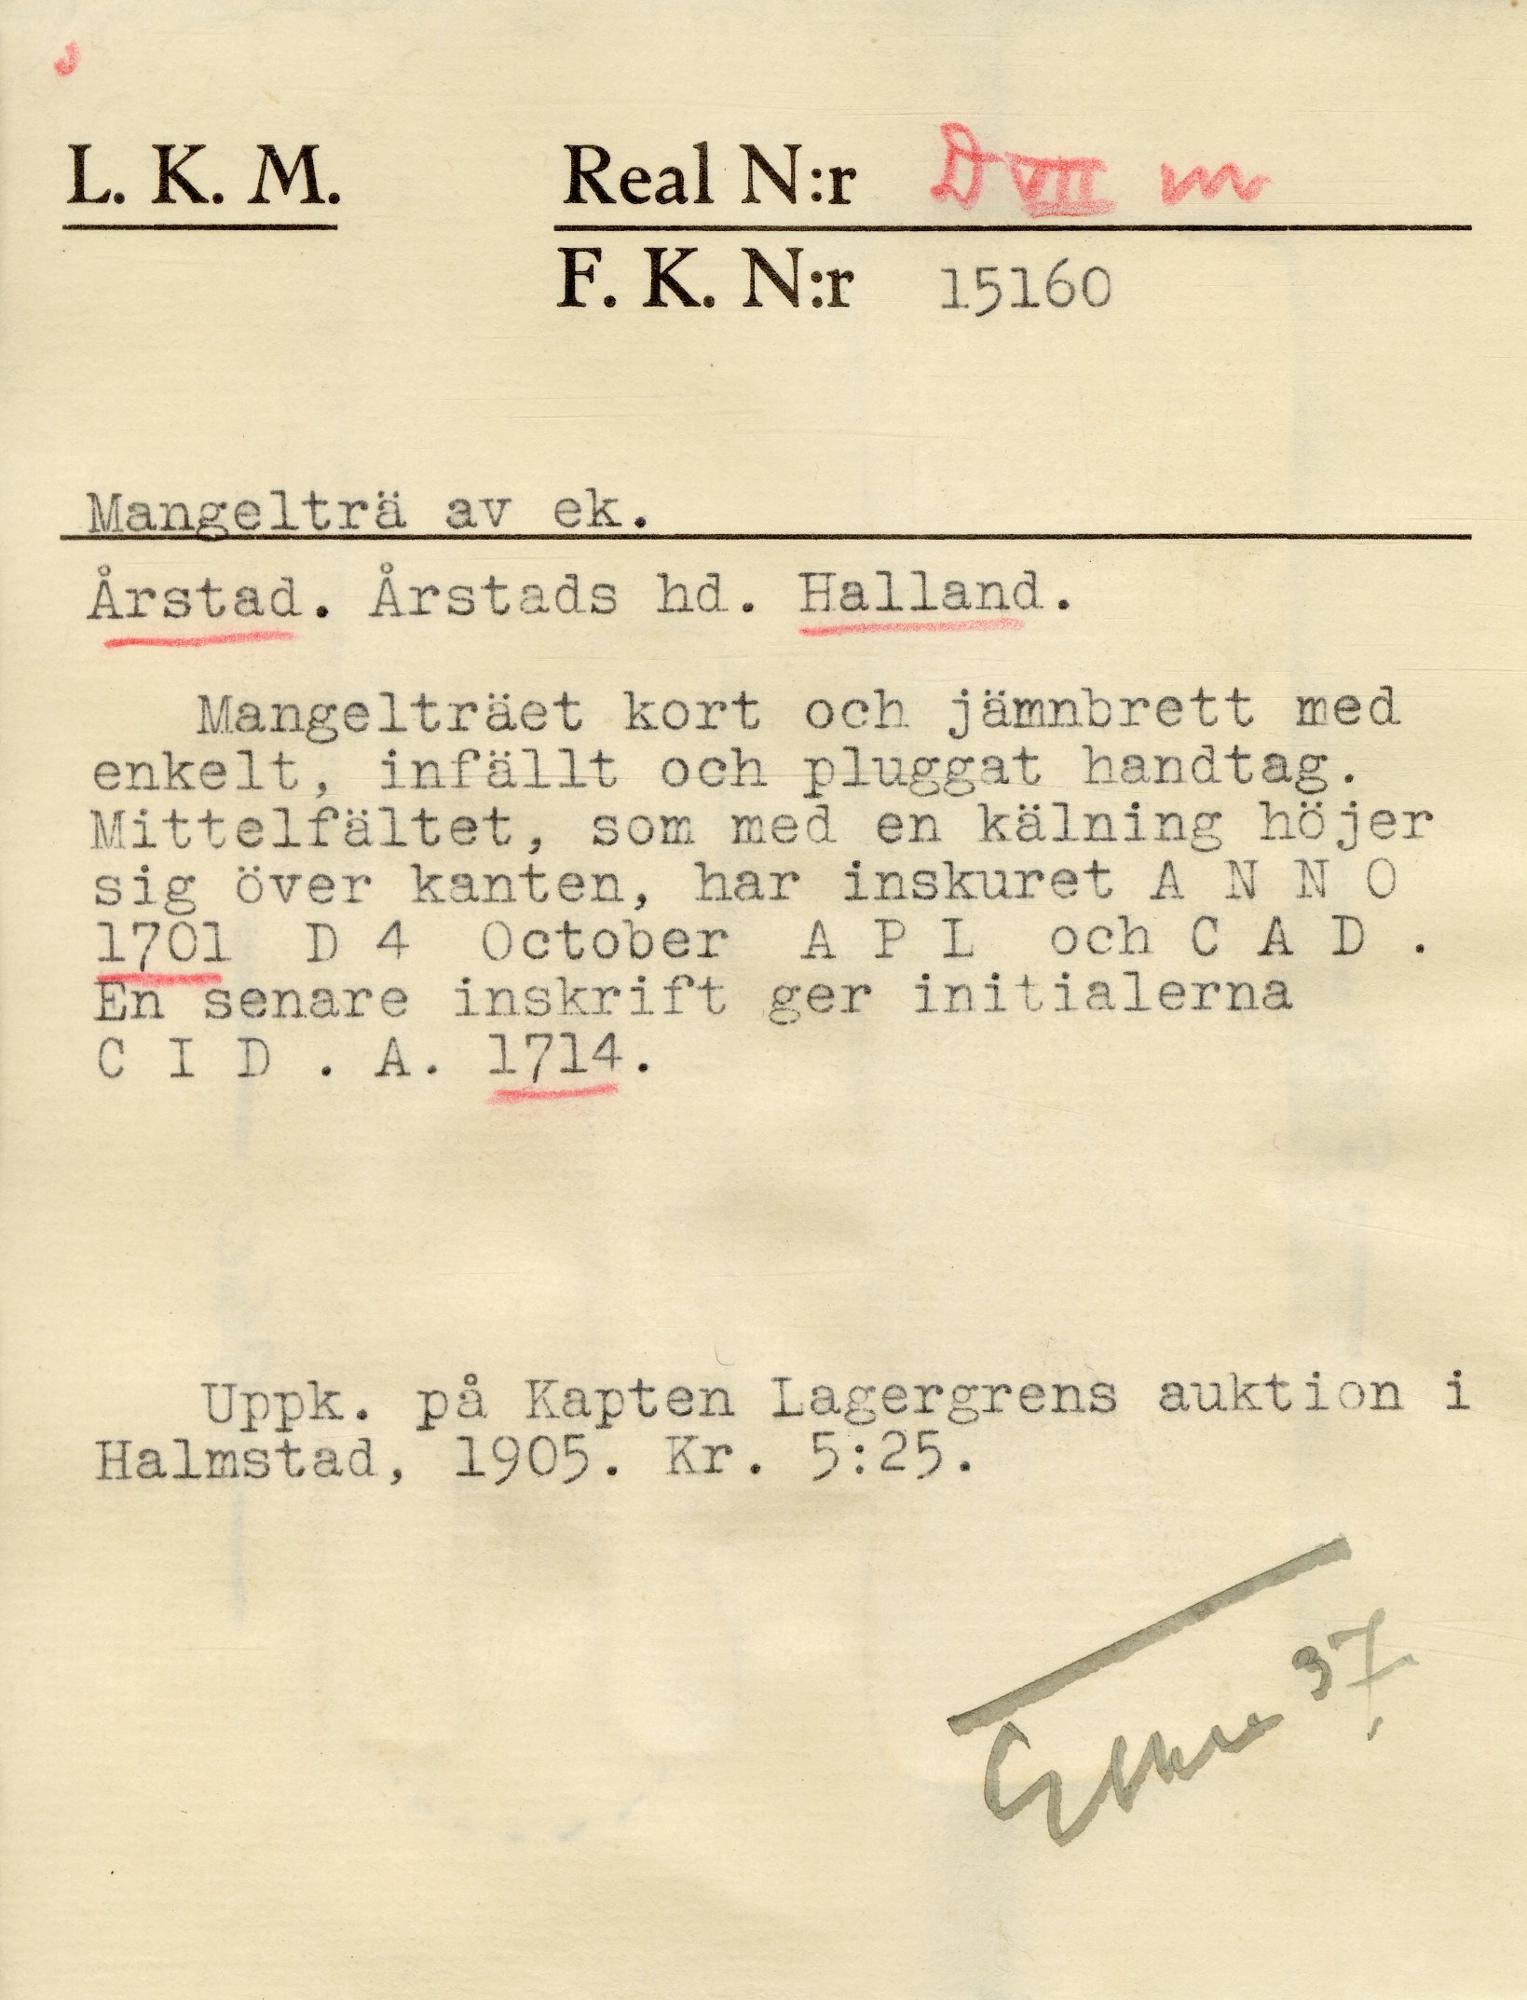 L. K. M.
Real N:r D VII m
F. K. N:r 15160
Mangelträ av ek.
Årstad. Årstads hd. Halland.
Mangelträet kort och jämnbrett med
enkelt, infällt och pluggat handtag.
Mittelfältet, som med en kälning höjer
sig över kanten, har inskuret A N N O
1701 D 4 October A P L och C A D .
En senare inskrift ger initialerna
C I D . A. 1714.
Uppk. på Kapten Lagergrens auktion i
Halmstad, 1905. Kr. 5:25.
37